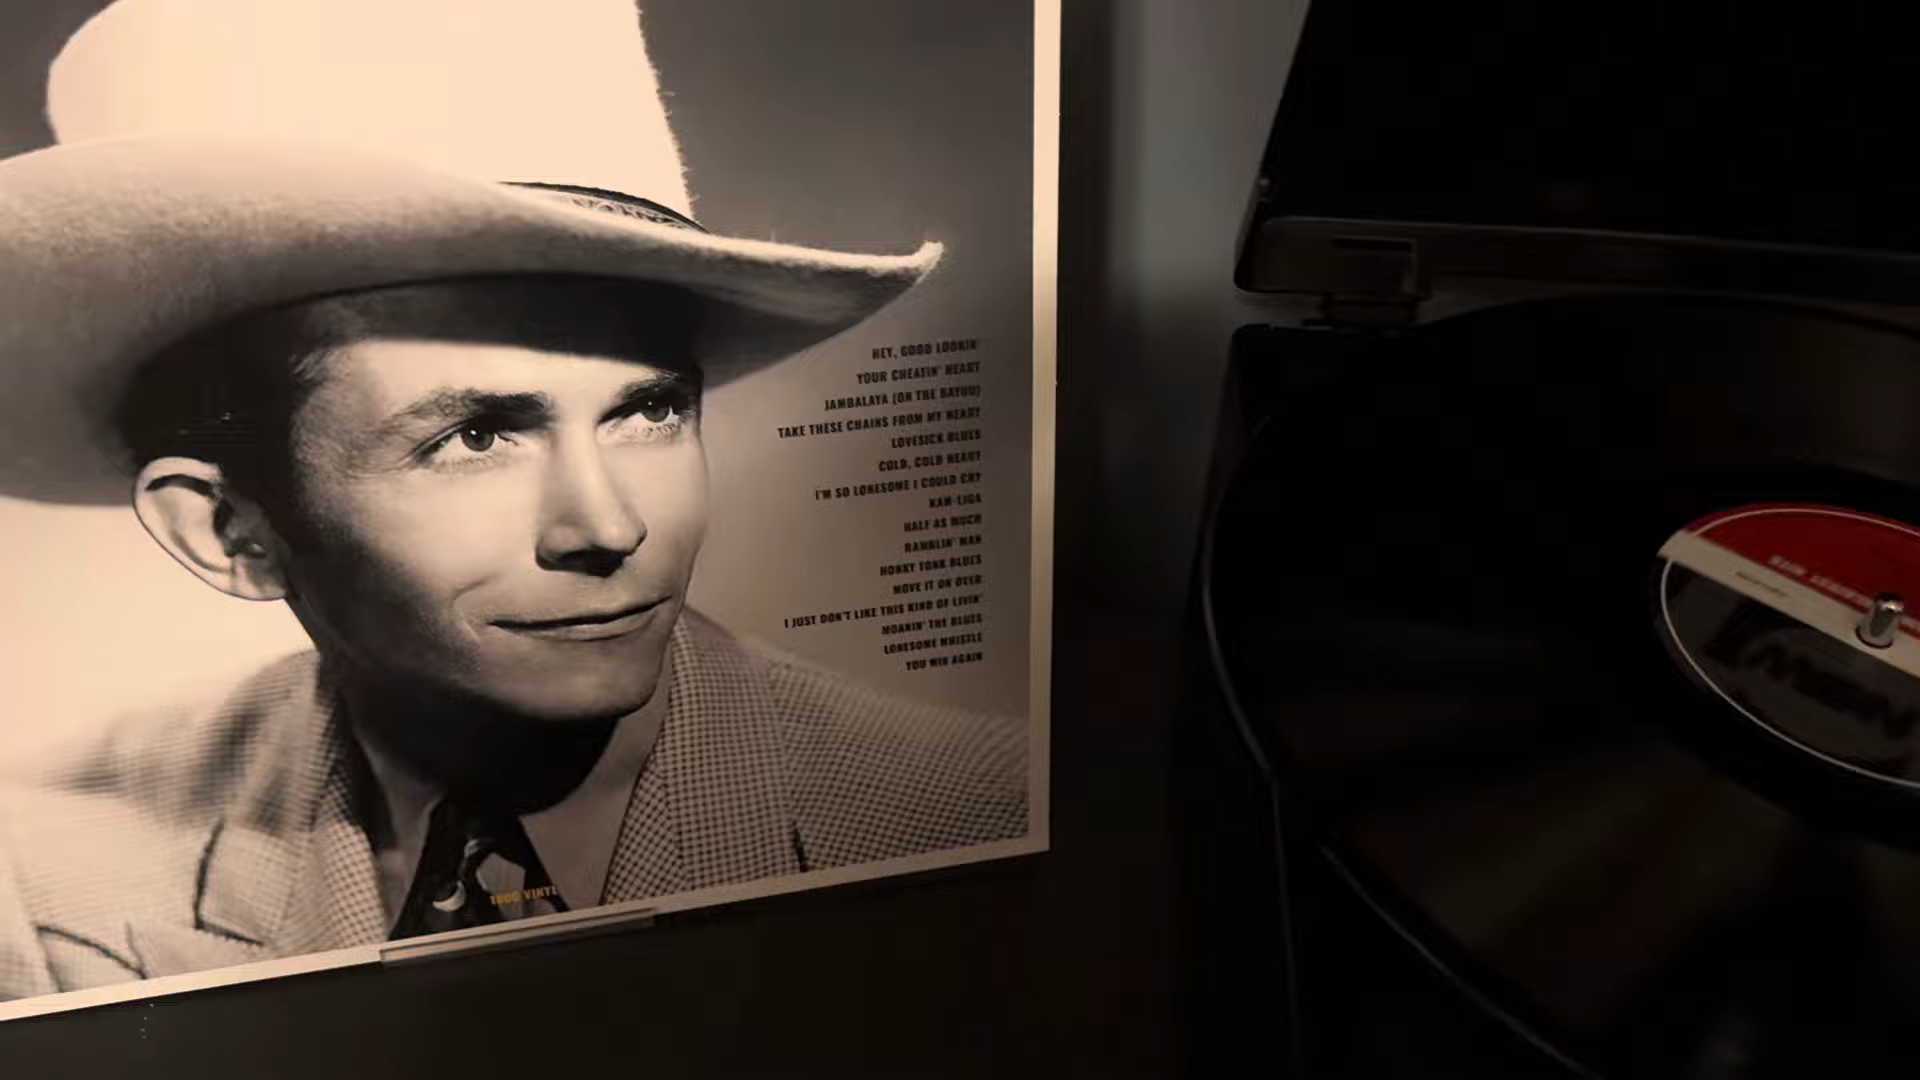 HEY, GOOD LOOKIN'
YOUR CHEATIN' HEART
JAMBALAYA (ON THE BAYOU)
TAKE THESE CHAINS FROM MY HEART
LOVESICK BLUES
COLD, COLD HEART
I'M SO LONESOME I COULD CRY
KAW-LIGA
HALF AS MUCH
RAMBLIN' MAN
HONKY TONK BLUES
MOVE IT ON OVER
I JUST DON'T LIKE THIS KIND OF LIVIN'
MOANIN' THE BLUES
LONESOME WHISTLE
YOU WIN AGAIN
VINYL